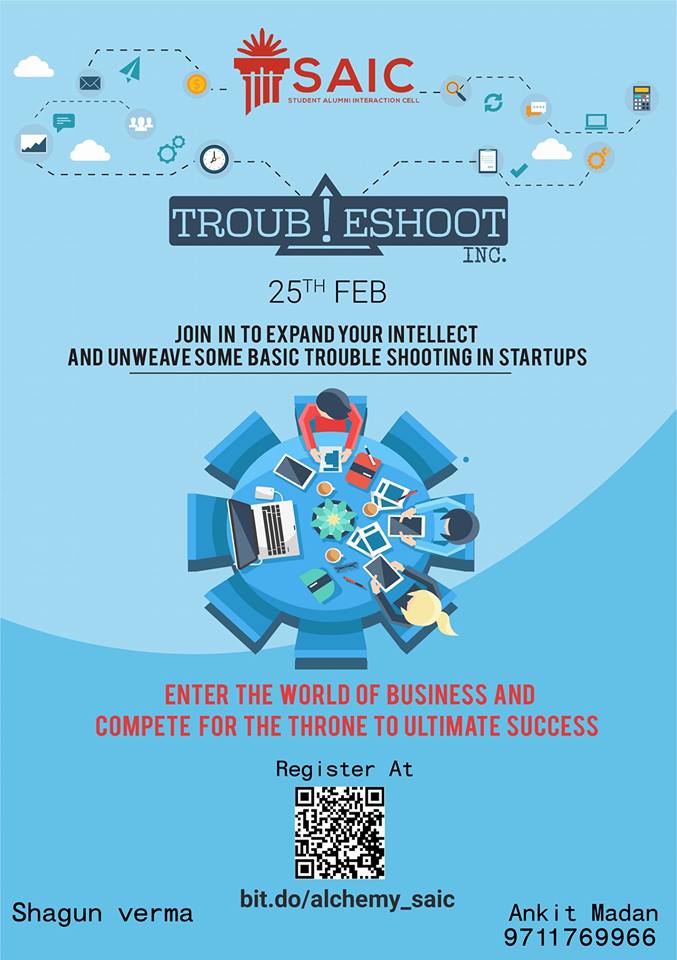 SAIC
STUDENT ALUMNI INTERACTION CELL
TROUB!ESHOOT
INC.
25TH FEB
JOIN IN TO EXPAND YOUR INTELLECT
AND UNWEAVE SOME BASIC TROUBLE SHOOTING IN STARTUPS
ENTER THE WORLD OF BUSINESS AND
COMPETE FOR THE THRONE TO ULTIMATE SUCCESS
Register At
bit.do/alchemy_saic
Shagun verma
Ankit Madan
9711769966